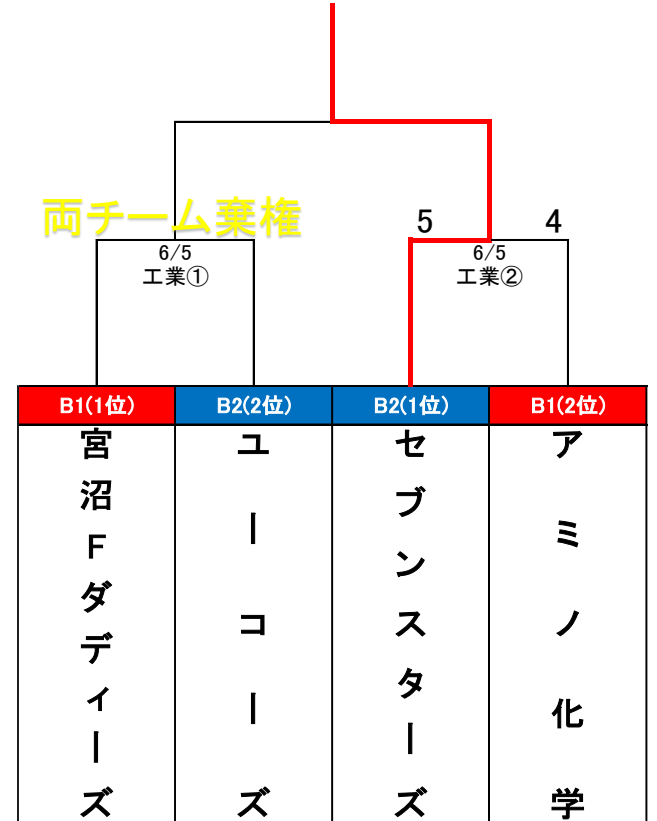 両チーム棄権
5
4
6/5
工業①
6/5
工業②
B1(1位)
B2(2位)
B2(1位)
B1(2位)
宮沼Fダディーズ
ユーコーズ
セブンスターズ
アミノ化学